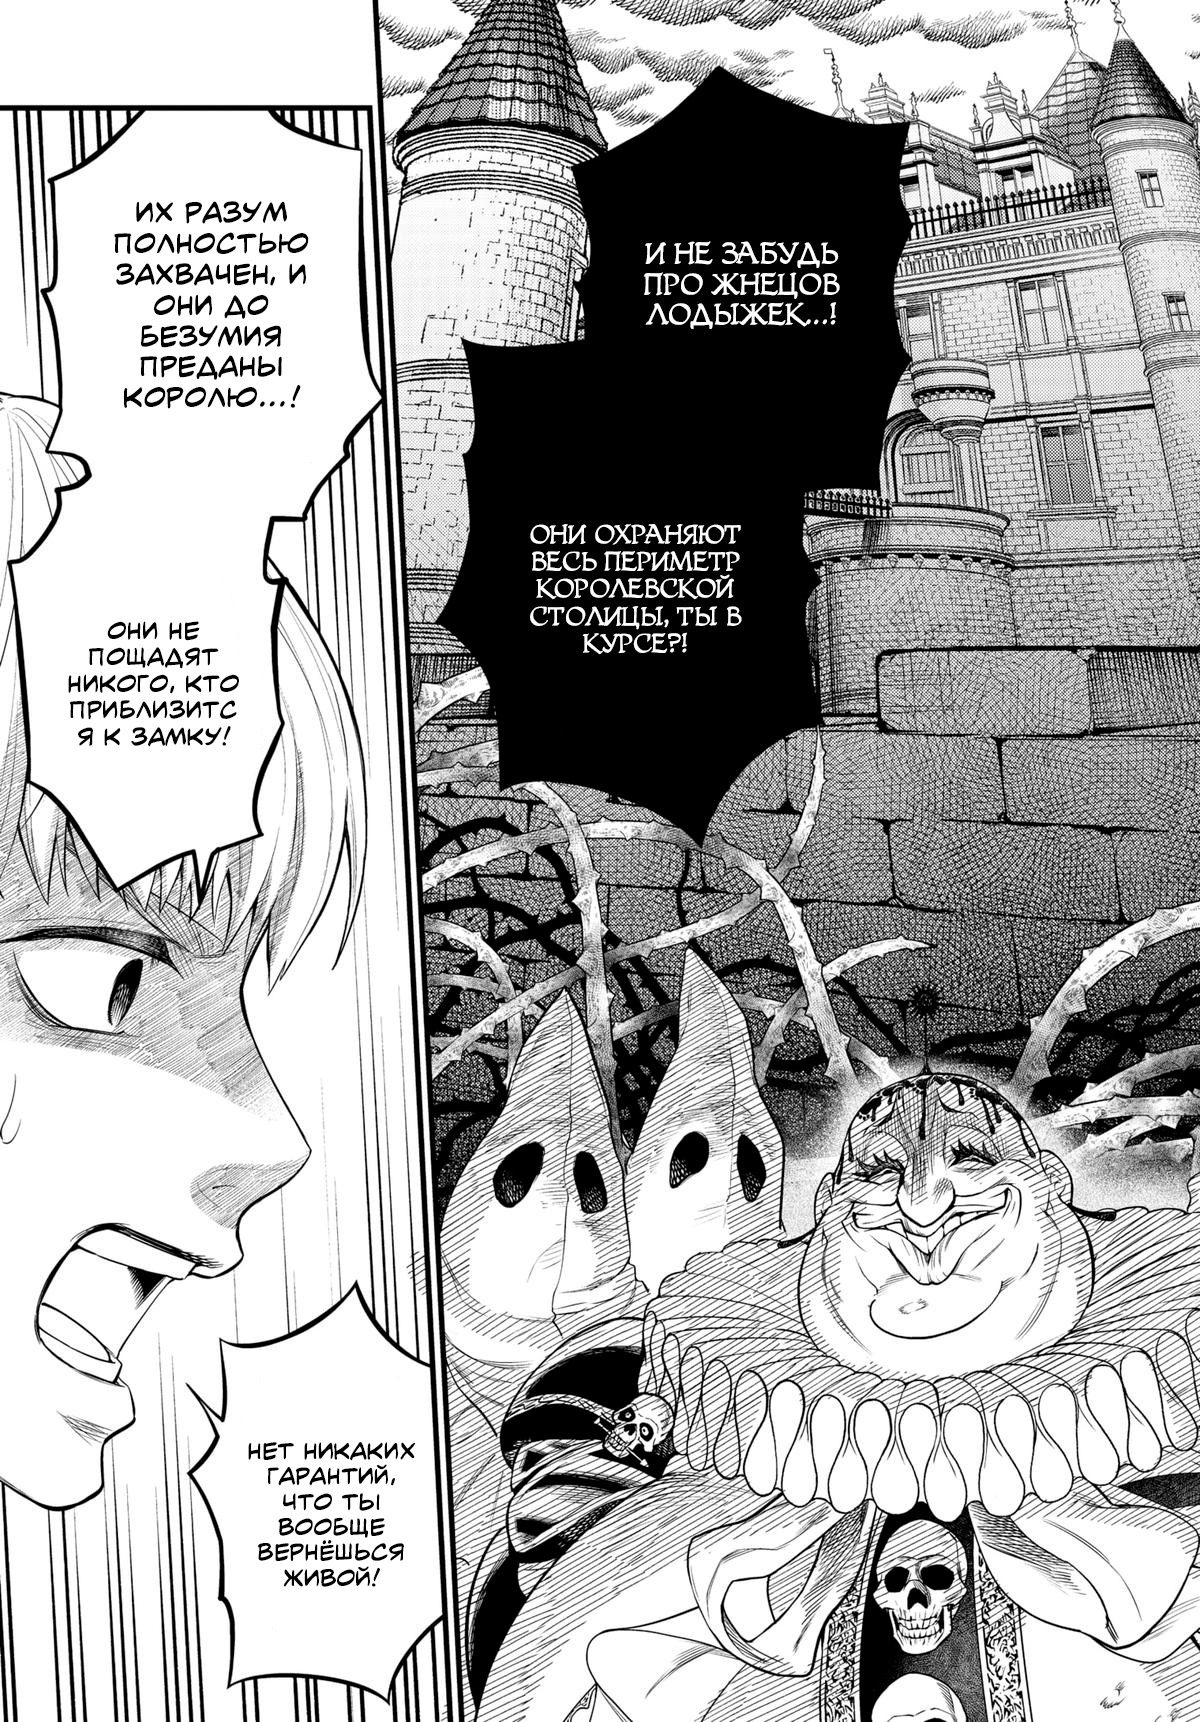 И НЕ ЗАБУДЬ
ПРО ЖНЕЦОВ
ЛОДЫЖЕК...!
ОНИ ОХРАНЯЮТ
ВЕСЬ ПЕРИМЕТР
КОРОЛЕВСКОЙ
СТОЛИЦЫ, ТЫ В
КУРСЕ?!
ИХ РАЗУМ
ПОЛНОСТЬЮ
ЗАХВАЧЕН, И
ОНИ ДО
БЕЗУМИЯ
ПРЕДАНЫ
КОРОЛЮ...!
ОНИ НЕ
ПОЩАДЯТ
НИКОГО, КТО
ПРИБЛИЗИТС
Я К ЗАМКУ!
НЕТ НИКАКИХ
ГАРАНТИЙ,
ЧТО ТЫ
ВООБЩЕ
ВЕРНЁШЬСЯ
ЖИВОЙ!